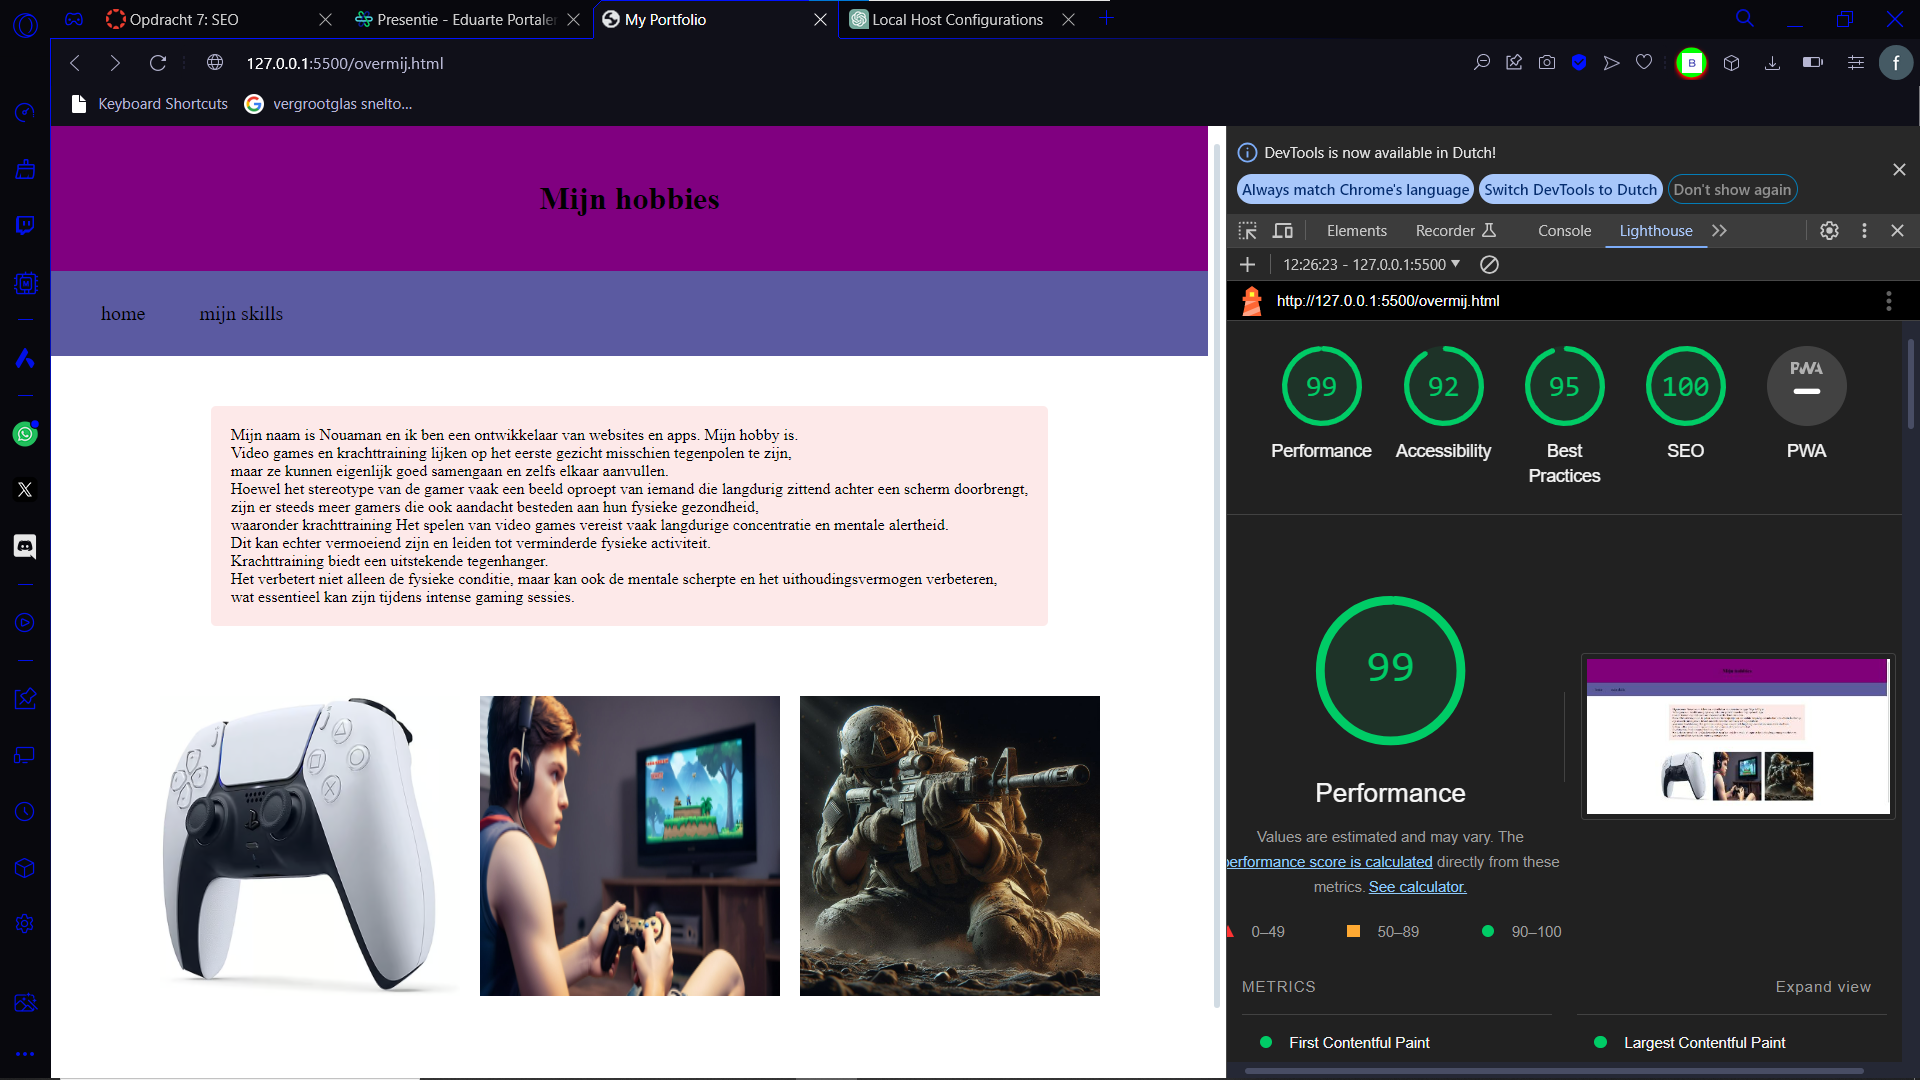 Opdracht 7: SEO
Presentie - Eduarte Portaler
My Portfolio
Local Host Configurations
127.0.0.1:5500/overmij.html
B
f
Keyboard Shortcuts
vergrootglas snelto...
Mijn hobbies
home
mijn skills
Mijn naam is Nouaman en ik ben een ontwikkelaar van websites en apps. Mijn hobby is.
Video games en krachttraining lijken op het eerste gezicht misschien tegenpolen te zijn,
maar ze kunnen eigenlijk goed samengaan en zelfs elkaar aanvullen.
Hoewel het stereotype van de gamer vaak een beeld oproept van iemand die langdurig zittend achter een scherm doorbrengt,
zijn er steeds meer gamers die ook aandacht besteden aan hun fysieke gezondheid,
waaronder krachttraining Het spelen van video games vereist vaak langdurige concentratie en mentale alertheid.
Dit kan echter vermoeiend zijn en leiden tot verminderde fysieke activiteit.
Krachttraining biedt een uitstekende tegenhanger.
Het verbetert niet alleen de fysieke conditie, maar kan ook de mentale scherpte en het uithoudingsvermogen verbeteren,
wat essentieel kan zijn tijdens intense gaming sessies.
DevTools is now available in Dutch!
Always match Chrome's language
Switch DevTools to Dutch
Don't show again
Elements
Recorder
Console
Lighthouse
12:26:23 - 127.0.0.1:5500
http://127.0.0.1:5500/overmij.html
99
Performance
92
Accessibility
95
Best
Practices
100
SEO
PWA
PWA
99
Performance
Values are estimated and may vary. The
performance score is calculated directly from these
metrics. See calculator.
0–49
50–89
90–100
METRICS
Expand view
First Contentful Paint
Largest Contentful Paint